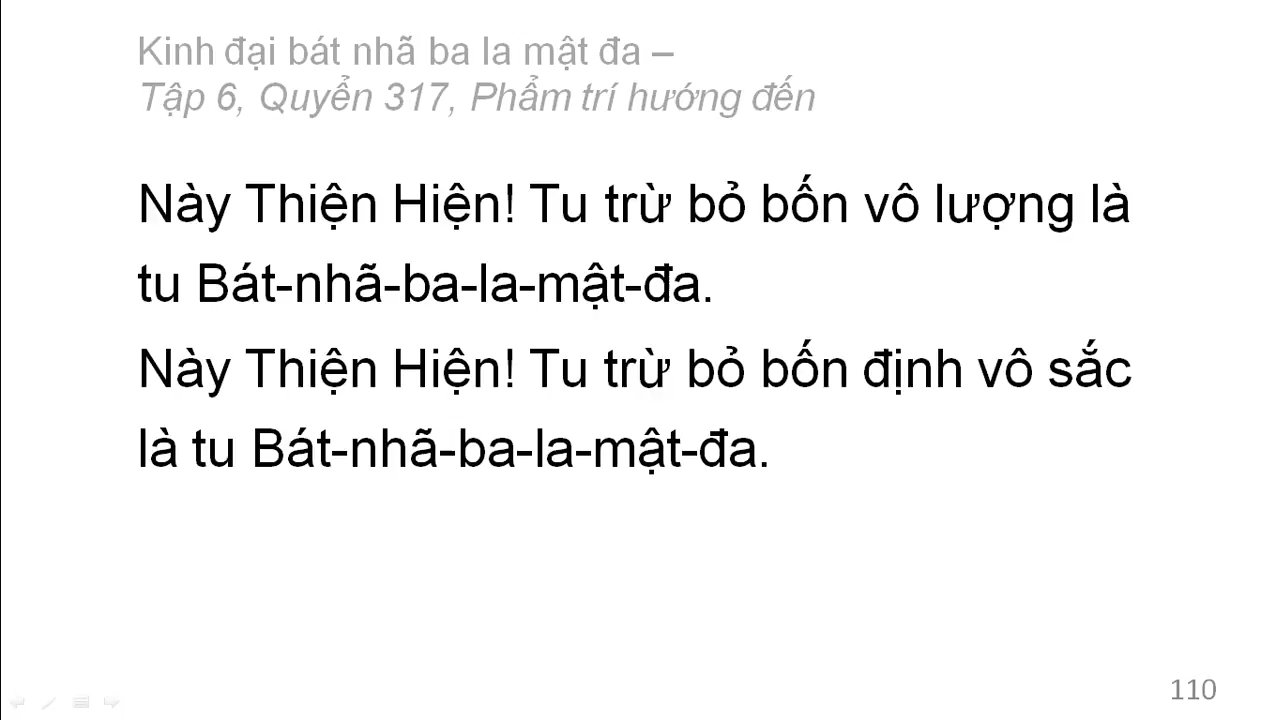 Kinh đại bát nhã ba la mật đa –
Tập 6, Quyển 317, Phẩm trí hướng đến
Này Thiện Hiện! Tu trừ bỏ bốn vô lượng là
tu Bát-nhã-ba-la-mật-đa.
Này Thiện Hiện! Tu trừ bỏ bốn định vô sắc
là tu Bát-nhã-ba-la-mật-đa.
110